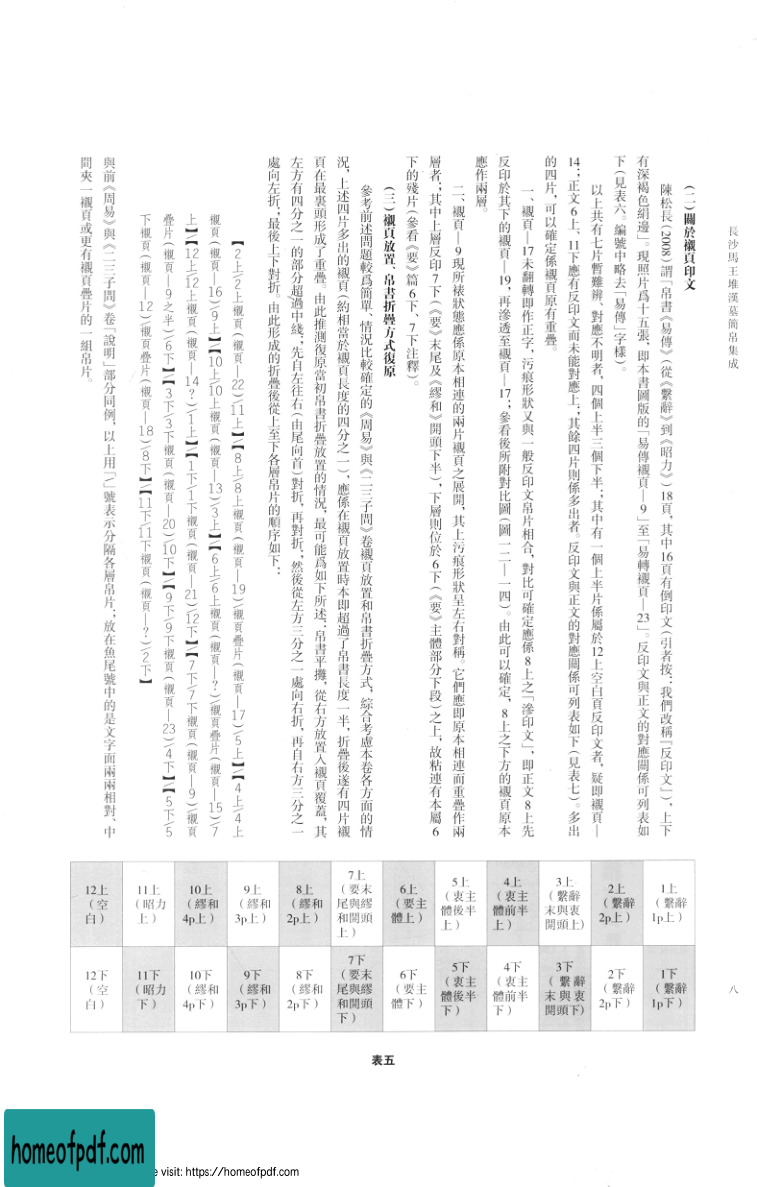 長沙馬王堆漢墓簡帛集成
八
(二)關於襯頁印文
陳松長(2008)謂「帛書《易傳》(從《繫辭》到《昭力》)18頁,其中16頁有倒印文(引者按:我們改稱『反印文』),上下
有深褐色絹邊」。現照片爲十五張,即本書圖版的「易傳襯頁—9」至「易轉襯頁—23」。反印文與正文的對應關係可列表如
下(見表六。編號中略去「易傳」字樣)。
以上共有七片暫難辨、對應不明者,四個上半三個下半;其中有一個上半片係屬於12上空白頁反印文者,疑即襯頁—
14;正文6上、11下應有反印文而未能對應上;其餘四片則係多出者。反印文與正文的對應關係可列表如下(見表七)。多出
的四片,可以確定係襯頁原有重疊。
一、襯頁—17未翻轉即作正字,污痕形狀又與一般反印文帛片相合,對比可確定應係8上之「滲印文」,即正文8上先
反印於其下的襯頁—19,再滲透至襯頁—17;參看後所附對比圖(圖一二—一四)。由此可以確定,8上之下方的襯頁原本
應作兩層。
二、襯頁—9現所裱狀態應係原本相連的兩片襯頁之展開,其上污痕形狀呈左右對稱。它們應即原本相連而重疊作兩
層者;其中上層反印7下(《要》末尾及《繆和》開頭下半),下層則位於6下(《要》主體部分下段)之上,故粘連有本屬6
下的殘片(參看《要》篇6下、7下注釋)。
(三)襯頁放置、帛書折疊方式復原
參考前述問題較爲簡單、情況比較確定的《周易》與《二三子問》卷襯頁放置和帛書折疊方式,綜合考慮本卷各方面的情
況,上述四片多出的襯頁(約相當於襯頁長度的四分之一),應係在襯頁放置時本即超過了帛書長度一半,折疊後遂有四片襯
頁在最裏頭形成了重疊。由此推測復原當初帛書折疊放置的情況,最可能爲如下所述:帛書平攤,從右方放置入襯頁覆蓋,其
左方有四分之一的部分超過中綫;先自左往右(由尾向首)對折,再對折;然後從左方三分之一處向右折,再自右方三分之一
處向左折;最後上下對折。由此形成的折疊後從上至下各層帛片的順序如下:
【2上╱2上襯頁(襯頁—22)╱11上】╱【8上╱8上襯頁(襯頁—19)╱襯頁疊片(襯頁—17)╱5上】╱【4上╱4上
襯頁(襯頁—16)╱9上】╱【10上╱10上襯頁(襯頁—13)╱3上】╱【6上╱6上襯頁(襯頁—?)╱襯頁疊片(襯頁—15)╱7
上】╱【12上╱12上襯頁(襯頁—14?)╱1上】╱【1下╱1下襯頁(襯頁—21)╱12下】╱【7下╱7下襯頁(襯頁—9)╱襯頁
疊片(襯頁—9之半)╱6下】╱【3下╱3下襯頁(襯頁—20)╱10下】╱【9下╱9下襯頁(襯頁—23)╱4下】╱【5下╱5
下襯頁(襯頁—12)╱襯頁疊片(襯頁—18)╱8下】╱【11下╱11下襯頁(襯頁—?)╱2下】
與前《周易》與《二三子問》卷「說明」部分同例,以上用「╱」號表示分隔各層帛片;放在魚尾號中的是文字面兩兩相對、中
間夾一襯頁或更有襯頁疊片的一組帛片。
1上(繫辭1p上)
2上(繫辭2p上)
3上(繫辭末與衷開頭上)
4上(衷主體前半上)
5上(衷主體後半上)
6上(要主體上)
7上(要末尾與繆和開頭上)
8上(繆和2p上)
9上(繆和3p上)
10上(繆和4p上)
11上(昭力上)
12上(空白)
1下(繫辭1p下)
2下(繫辭2p下)
3下(繫辭末與衷開頭下)
4下(衷主體前半下)
5下(衷主體後半下)
6下(要主體下)
7下(要末尾與繆和開頭下)
8下(繆和2p下)
9下(繆和3p下)
10下(繆和4p下)
11下(昭力下)
12下(空白)
表五
homeofpdf.com
e visit: https://homeofpdf.com